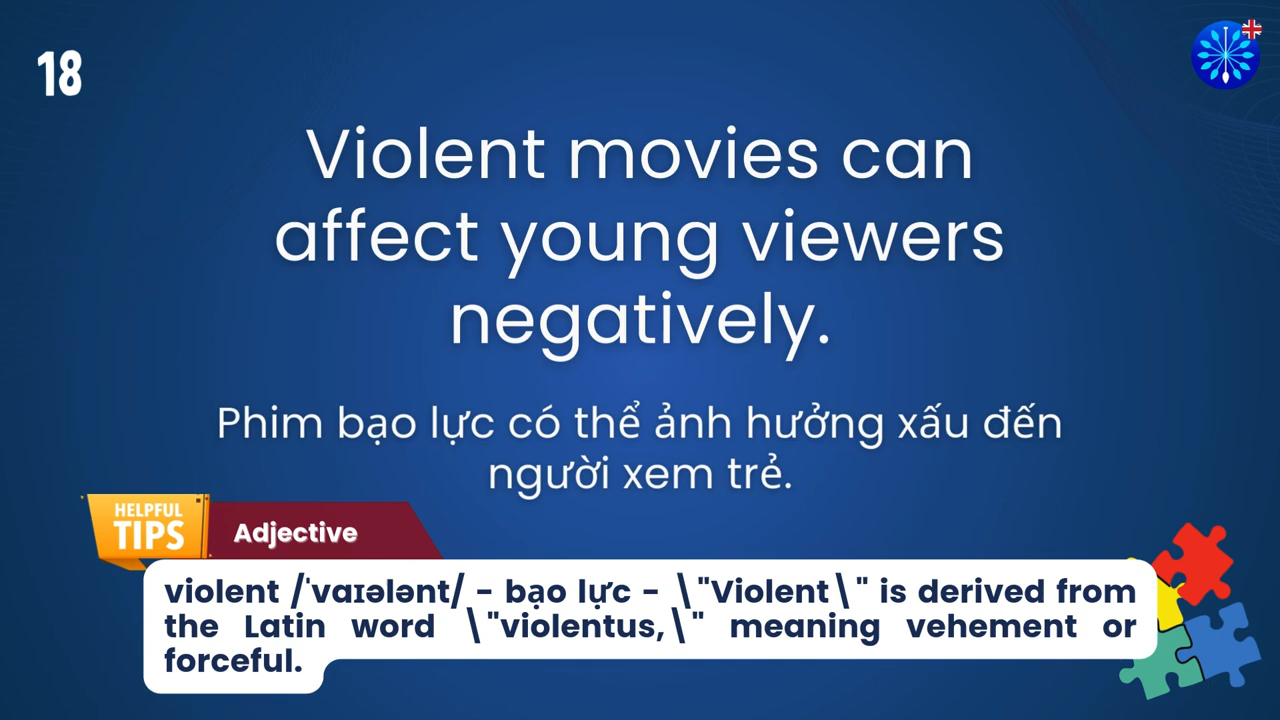 18
Violent movies can
affect young viewers
negatively.
Phim bạo lực có thể ảnh hưởng xấu đến
người xem trẻ.
HELPFUL
TIPS
Adjective
violent /ˈvaɪələnt/ - bạo lực - \"Violent\" is derived from
the Latin word \"violentus,\" meaning vehement or
forceful.